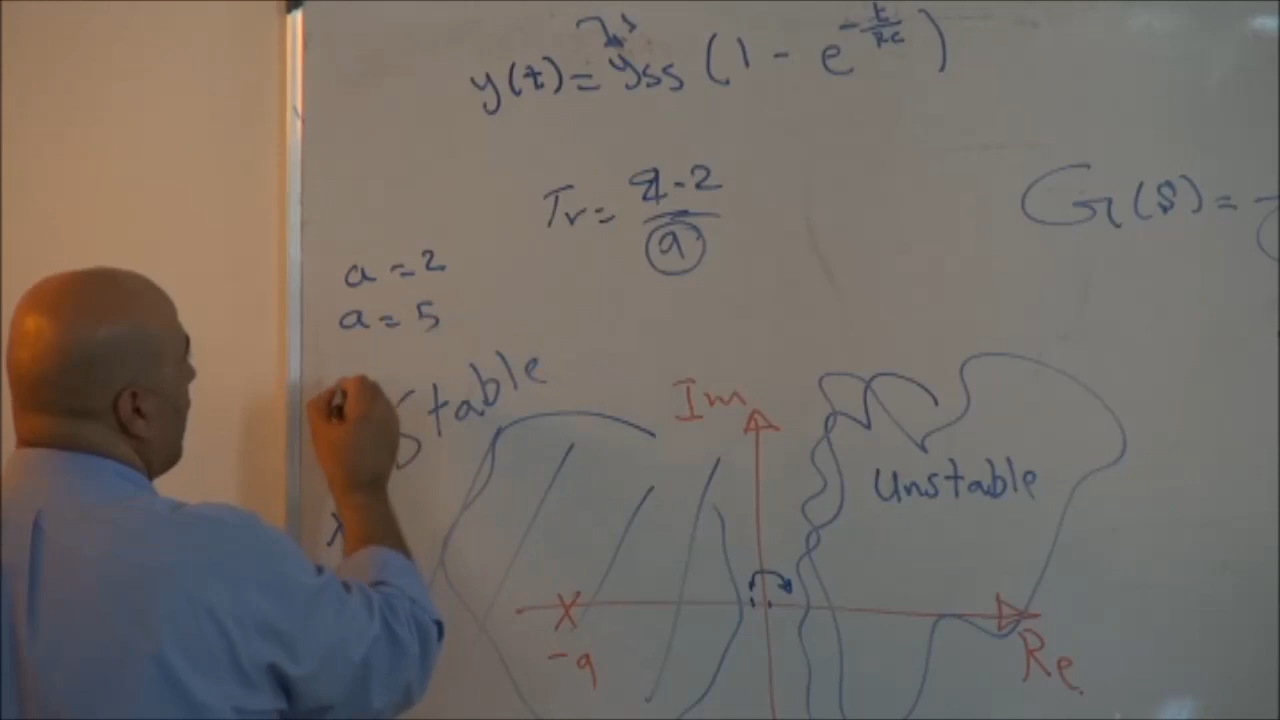 y(t) = yss (1 - e^{-t/RC})
Tr = 2.2 / a
G(s) =
a = 2
a = 5
Stable
Im
Unstable
-a
Re